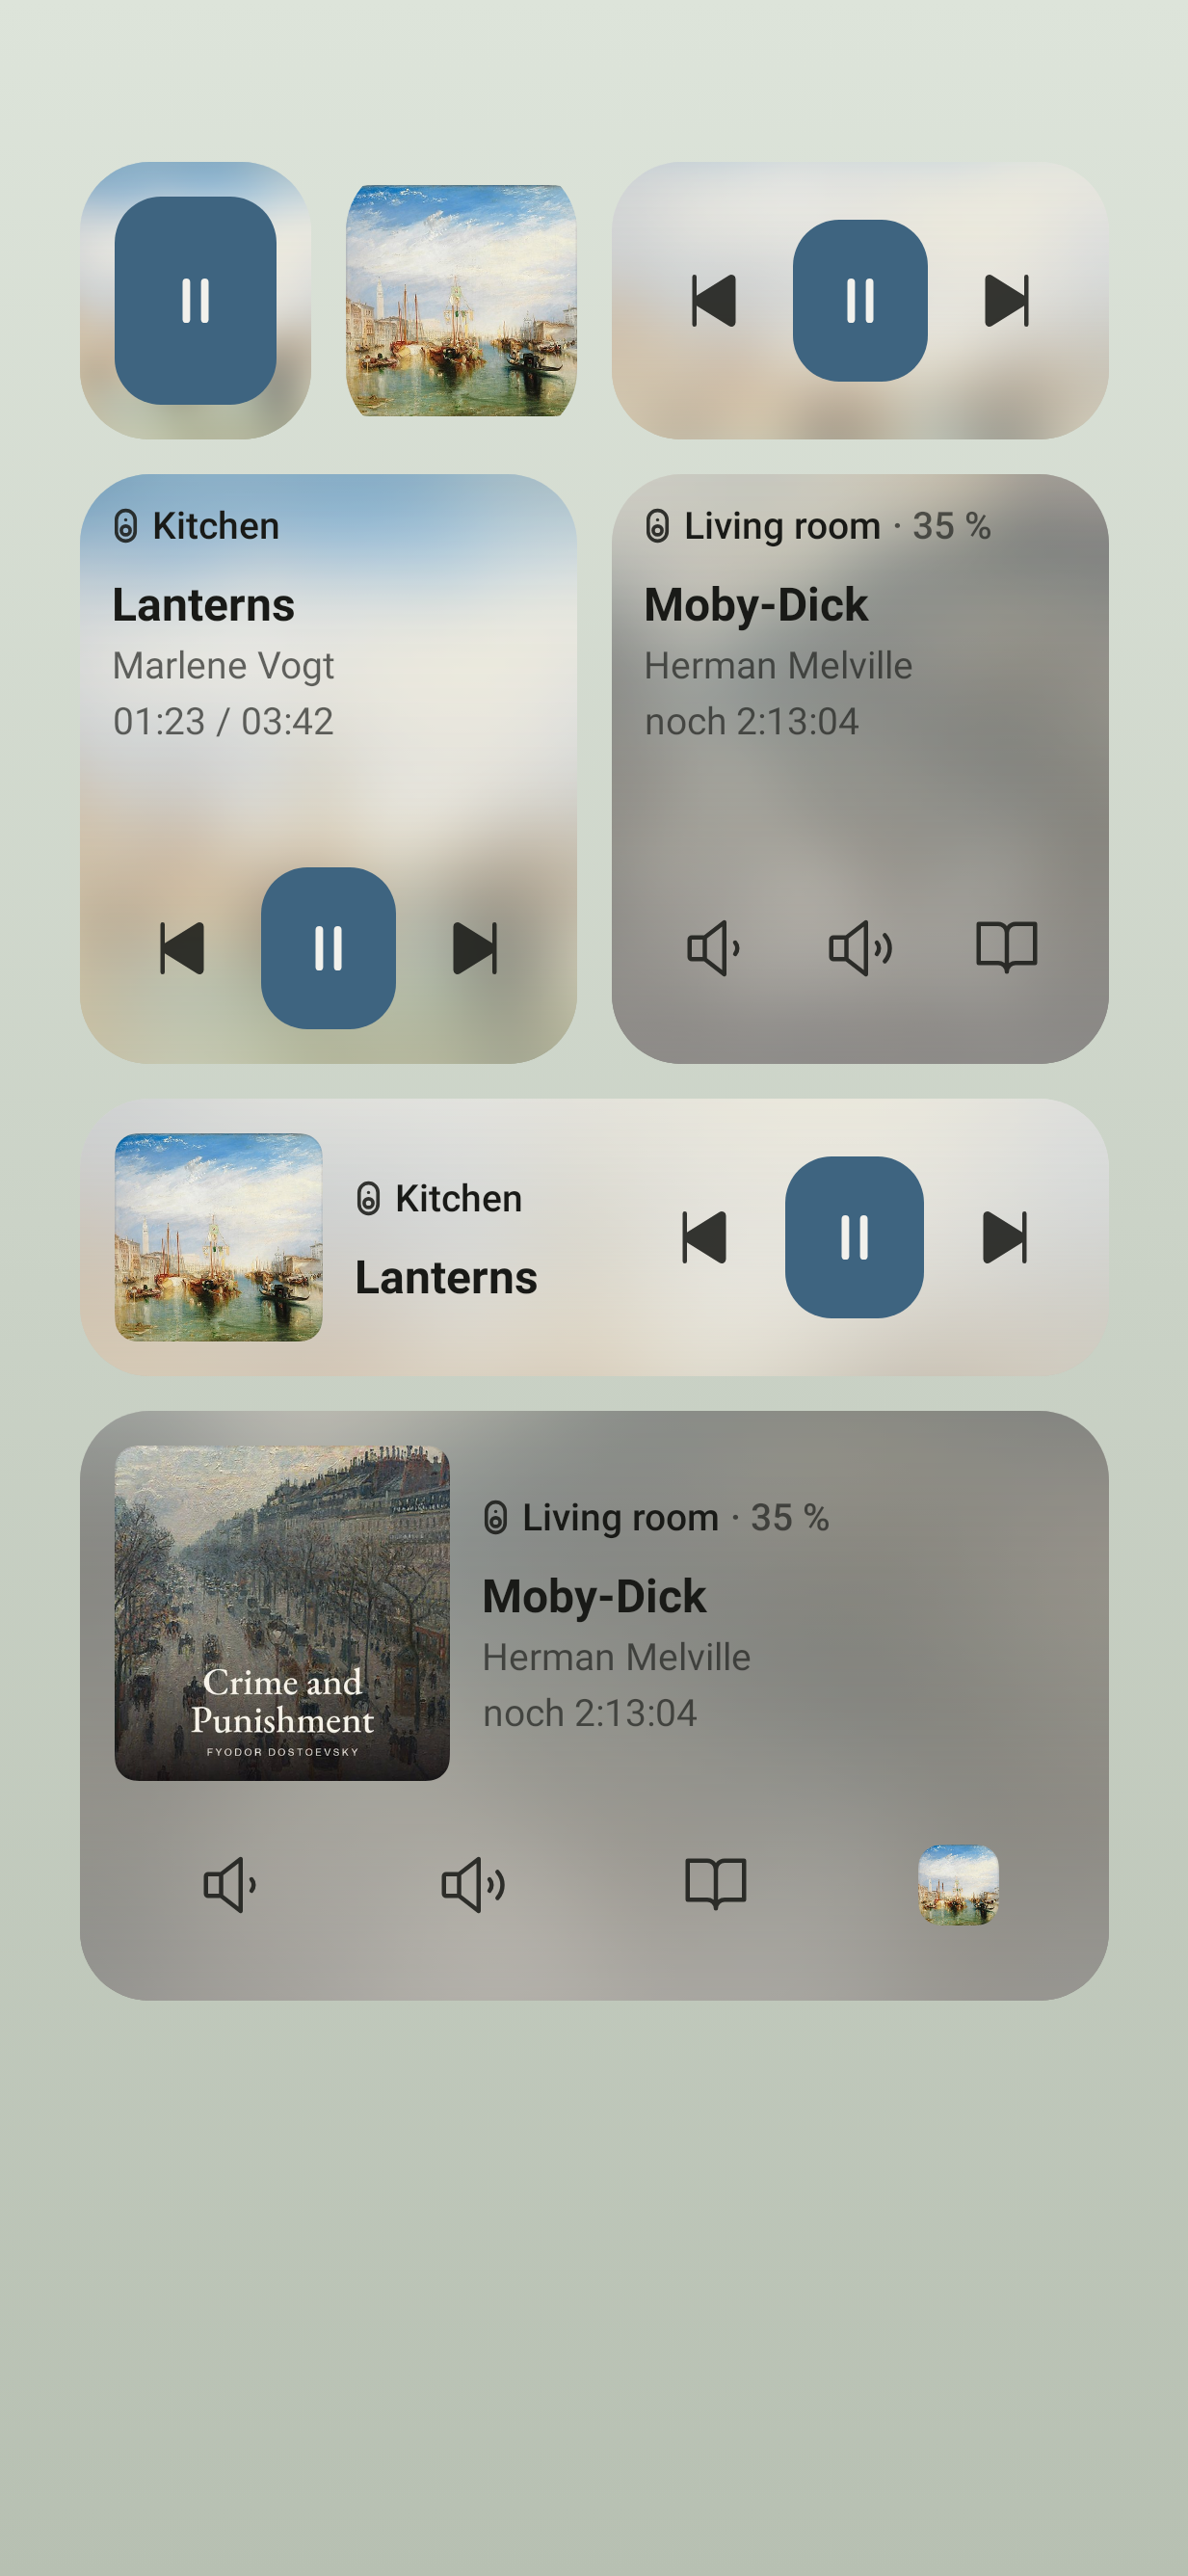 Kitchen
Lanterns
Marlene Vogt
01:23 / 03:42
Living room · 35 %
Moby-Dick
Herman Melville
noch 2:13:04
Kitchen
Lanterns
Living room · 35 %
Moby-Dick
Herman Melville
noch 2:13:04
Crime and
Punishment
FYODOR DOSTOEVSKY